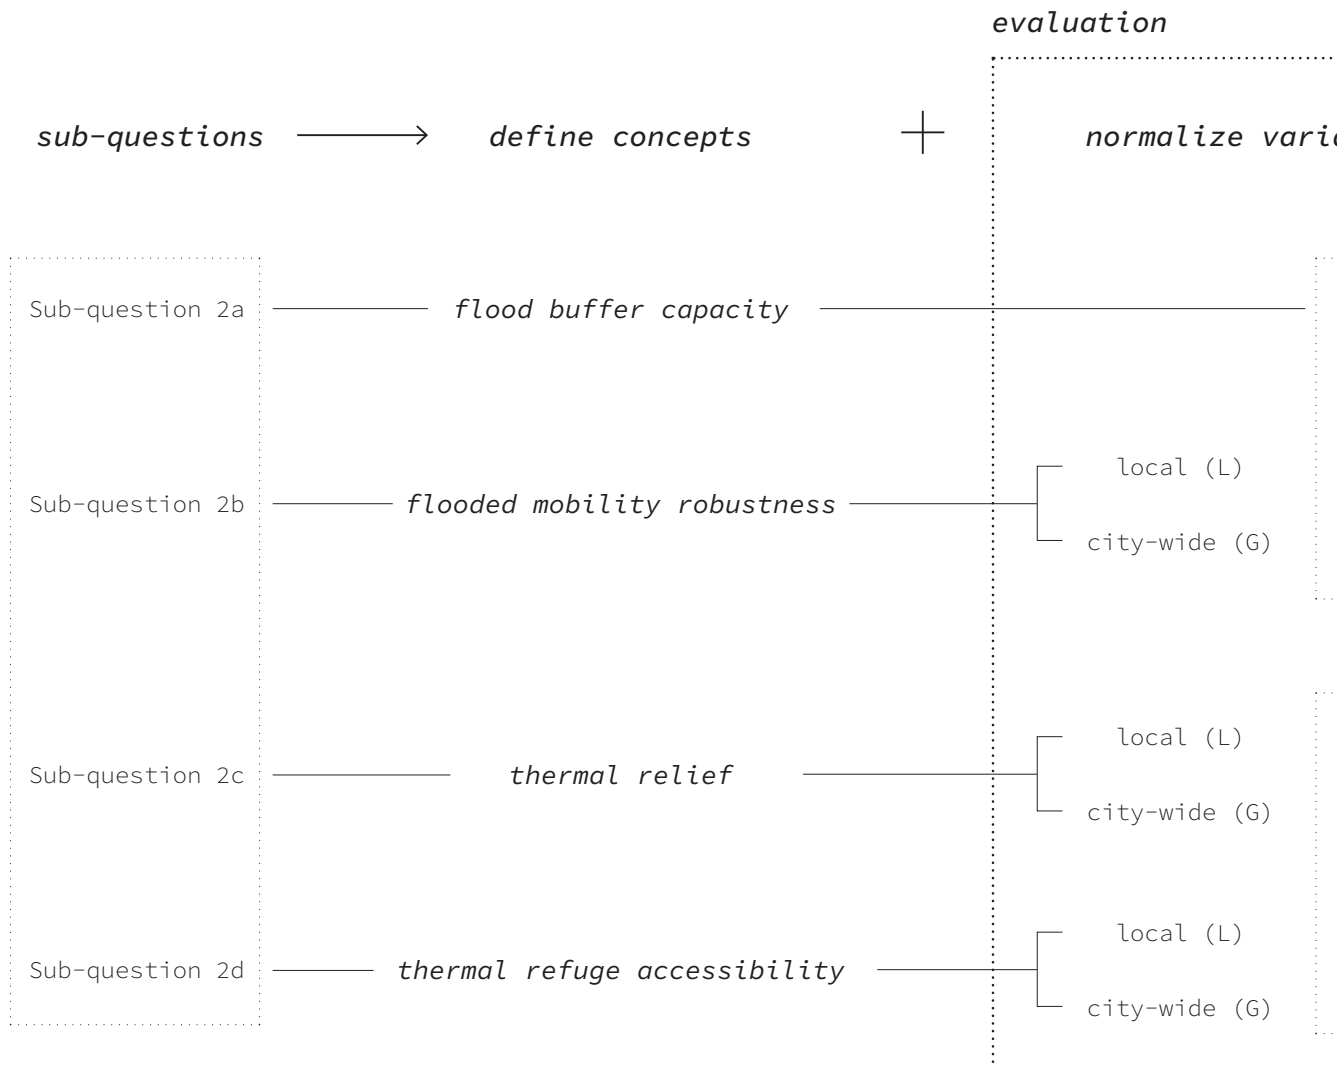 evaluation
sub-questions → define concepts + normalize
Sub-question 2a flood buffer capacity
local (L)
Sub-question 2b flooded mobility robustness
city-wide (G)
local (L)
Sub-question 2c thermal relief
city-wide (G)
local (L)
Sub-question 2d thermal refuge accessibility
city-wide (G)